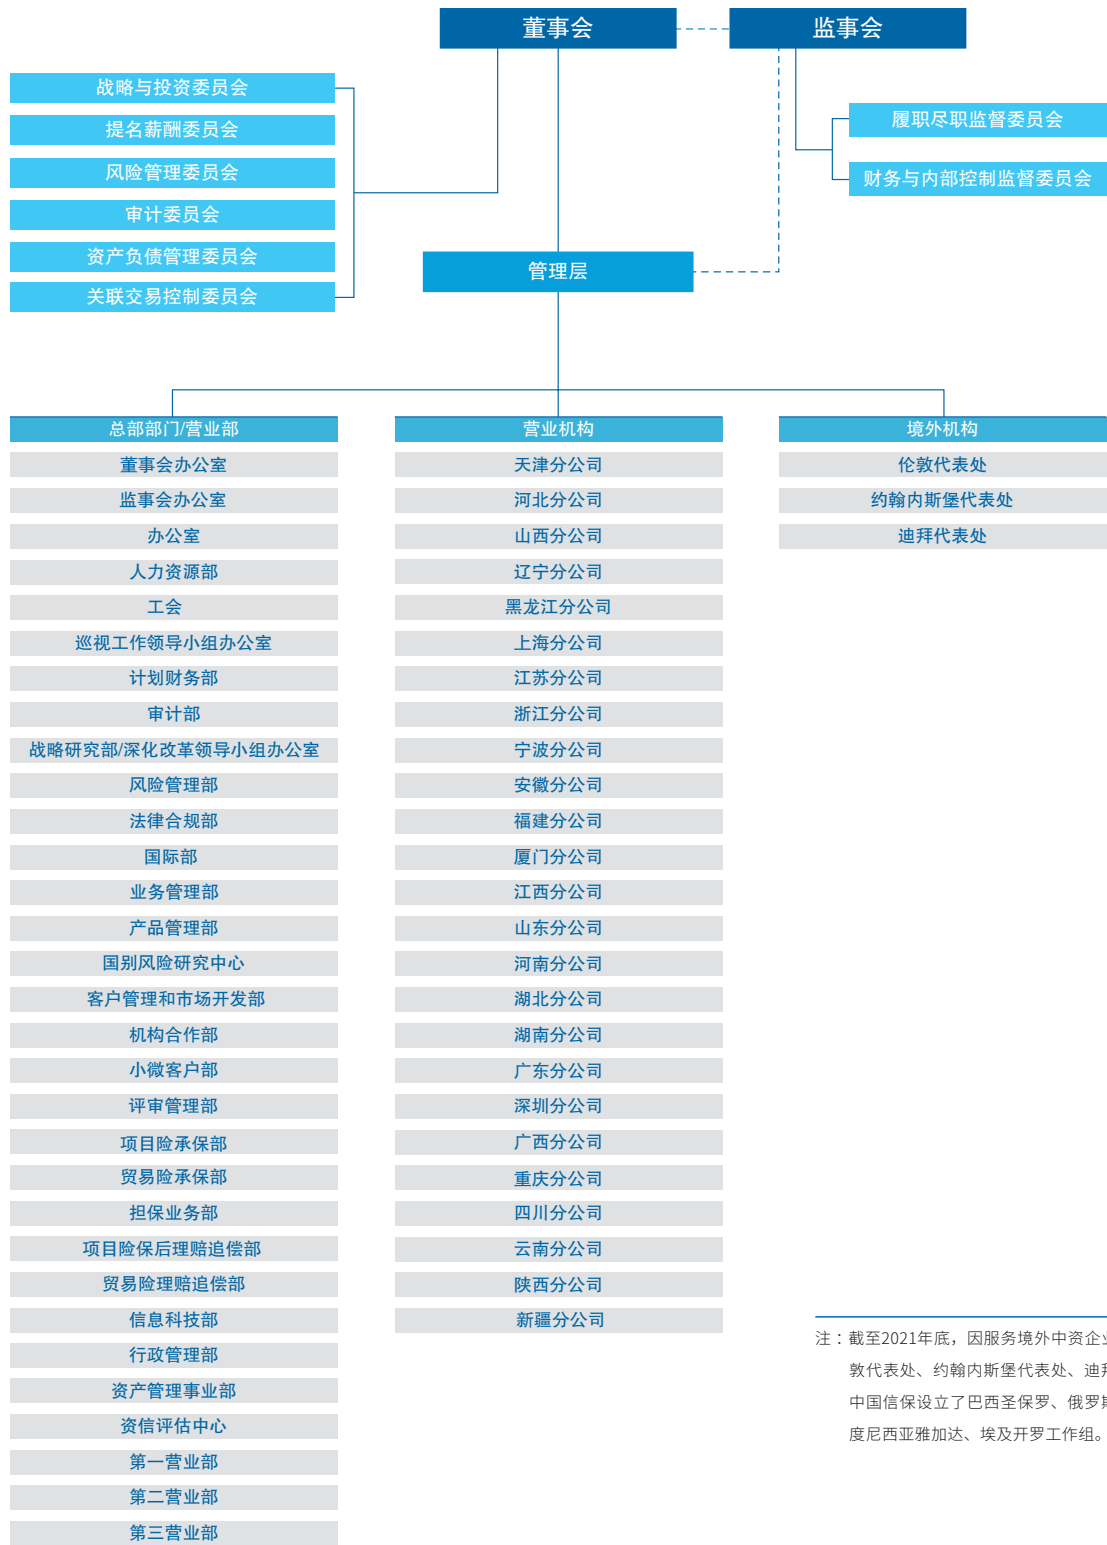 董事会
监事会
战略与投资委员会
提名薪酬委员会
风险管理委员会
审计委员会
资产负债管理委员会
关联交易控制委员会
履职尽职监督委员会
财务与内部控制监督委员会
管理层
总部部门/营业部
董事会办公室
监事会办公室
办公室
人力资源部
工会
巡视工作领导小组办公室
计划财务部
审计部
战略研究部/深化改革领导小组办公室
风险管理部
法律合规部
国际部
业务管理部
产品管理部
国别风险研究中心
客户管理和市场开发部
机构合作部
小微客户部
评审管理部
项目险承保部
贸易险承保部
担保业务部
项目险保后理赔追偿部
贸易险理赔追偿部
信息科技部
行政管理部
资产管理事业部
资信评估中心
第一营业部
第二营业部
第三营业部
营业机构
天津分公司
河北分公司
山西分公司
辽宁分公司
黑龙江分公司
上海分公司
江苏分公司
浙江分公司
宁波分公司
安徽分公司
福建分公司
厦门分公司
江西分公司
山东分公司
河南分公司
湖北分公司
湖南分公司
广东分公司
深圳分公司
广西分公司
重庆分公司
四川分公司
云南分公司
陕西分公司
新疆分公司
境外机构
伦敦代表处
约翰内斯堡代表处
迪拜代表处
注：截至2021年底，因服务境外中资企业
敦代表处、约翰内斯堡代表处、迪拜
中国信保设立了巴西圣保罗、俄罗斯
度尼西亚雅加达、埃及开罗工作组。